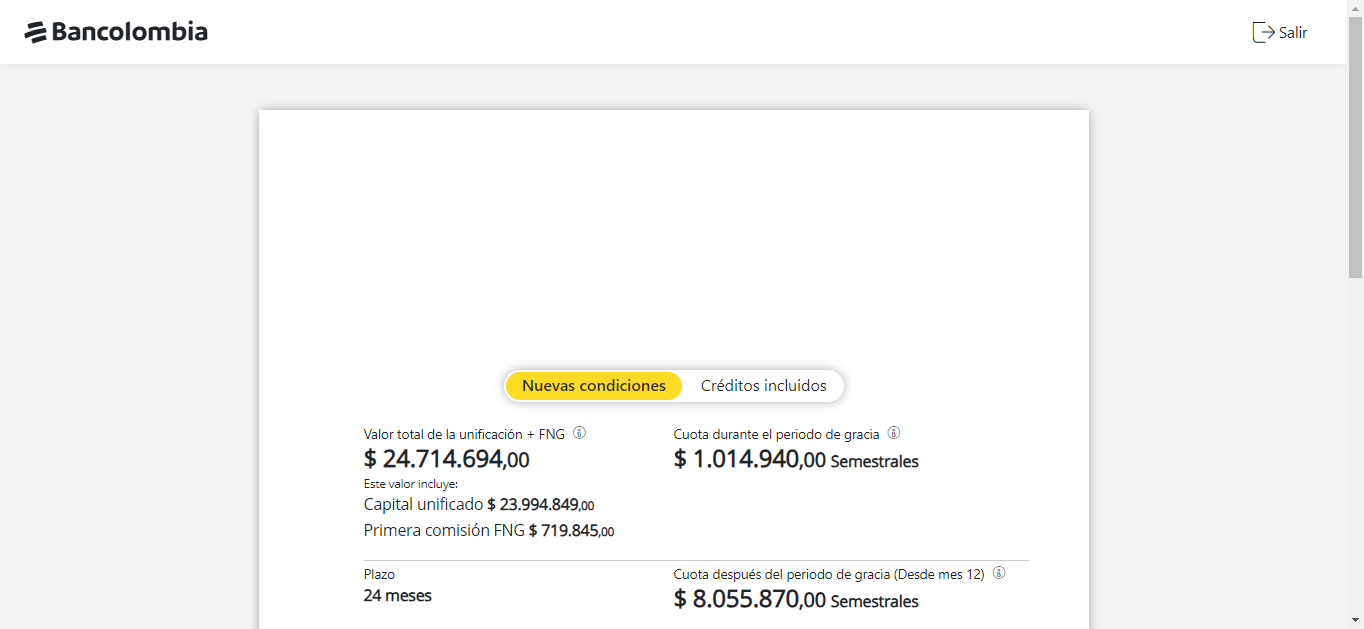 Bancolombia
Salir
Nuevas condiciones
Créditos incluidos
Valor total de la unificación + FNG
$ 24.714.694,00
Este valor incluye:
Capital unificado $ 23.994.849,00
Primera comisión FNG $ 719.845,00
Cuota durante el periodo de gracia
$ 1.014.940,00 Semestrales
Plazo
24 meses
Cuota después del periodo de gracia (Desde mes 12)
$ 8.055.870,00 Semestrales